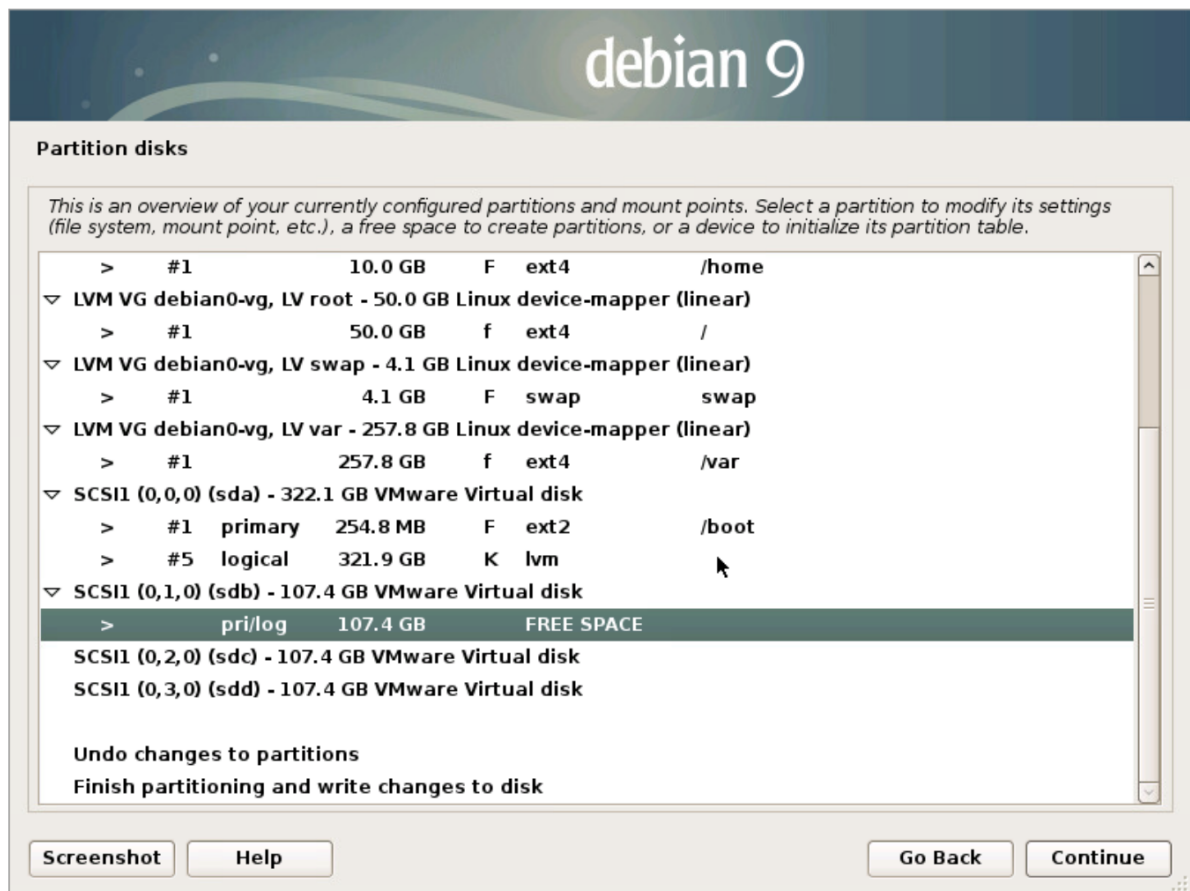 debian 9
Partition disks
This is an overview of your currently configured partitions and mount points. Select a partition to modify its settings
(file system, mount point, etc.), a free space to create partitions, or a device to initialize its partition table.
> #1 10.0 GB F ext4 /home
LVM VG debian0-vg, LV root - 50.0 GB Linux device-mapper (linear)
> #1 50.0 GB f ext4 /
LVM VG debian0-vg, LV swap - 4.1 GB Linux device-mapper (linear)
> #1 4.1 GB F swap swap
LVM VG debian0-vg, LV var - 257.8 GB Linux device-mapper (linear)
> #1 257.8 GB f ext4 /var
SCSI1 (0,0,0) (sda) - 322.1 GB VMware Virtual disk
> #1 primary 254.8 MB F ext2 /boot
> #5 logical 321.9 GB K lvm
SCSI1 (0,1,0) (sdb) - 107.4 GB VMware Virtual disk
> pri/log 107.4 GB FREE SPACE
SCSI1 (0,2,0) (sdc) - 107.4 GB VMware Virtual disk
SCSI1 (0,3,0) (sdd) - 107.4 GB VMware Virtual disk
Undo changes to partitions
Finish partitioning and write changes to disk
Screenshot Help Go Back Continue